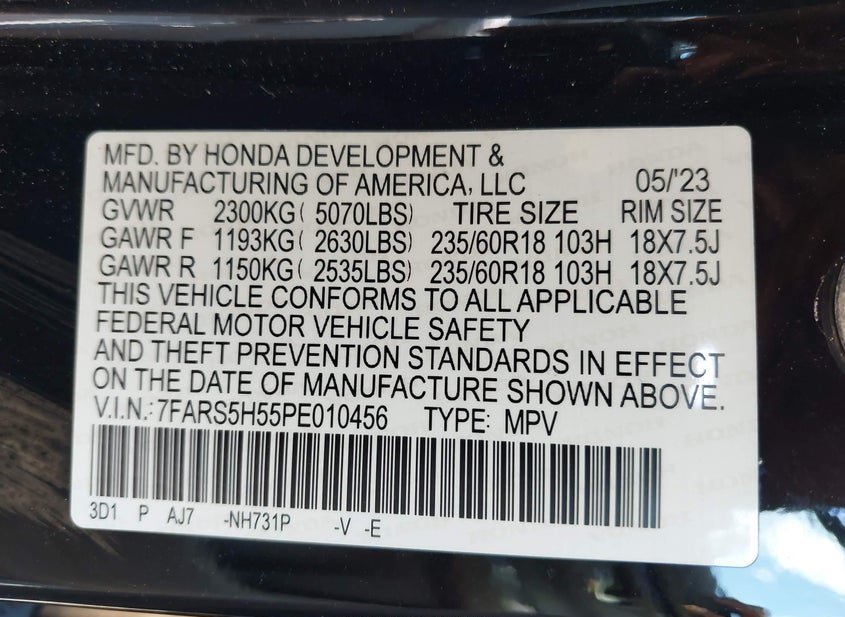 MFD. BY HONDA DEVELOPMENT &
MANUFACTURING OF AMERICA, LLC 05/'23
GVWR 2300KG ( 5070LBS) TIRE SIZE RIM SIZE
GAWR F 1193KG ( 2630LBS) 235/60R18 103H 18X7.5J
GAWR R 1150KG ( 2535LBS) 235/60R18 103H 18X7.5J
THIS VEHICLE CONFORMS TO ALL APPLICABLE
FEDERAL MOTOR VEHICLE SAFETY
AND THEFT PREVENTION STANDARDS IN EFFECT
ON THE DATE OF MANUFACTURE SHOWN ABOVE.
V.I.N.: 7FARS5H55PE010456 TYPE: MPV
3D1 P AJ7 -NH731P -V -E